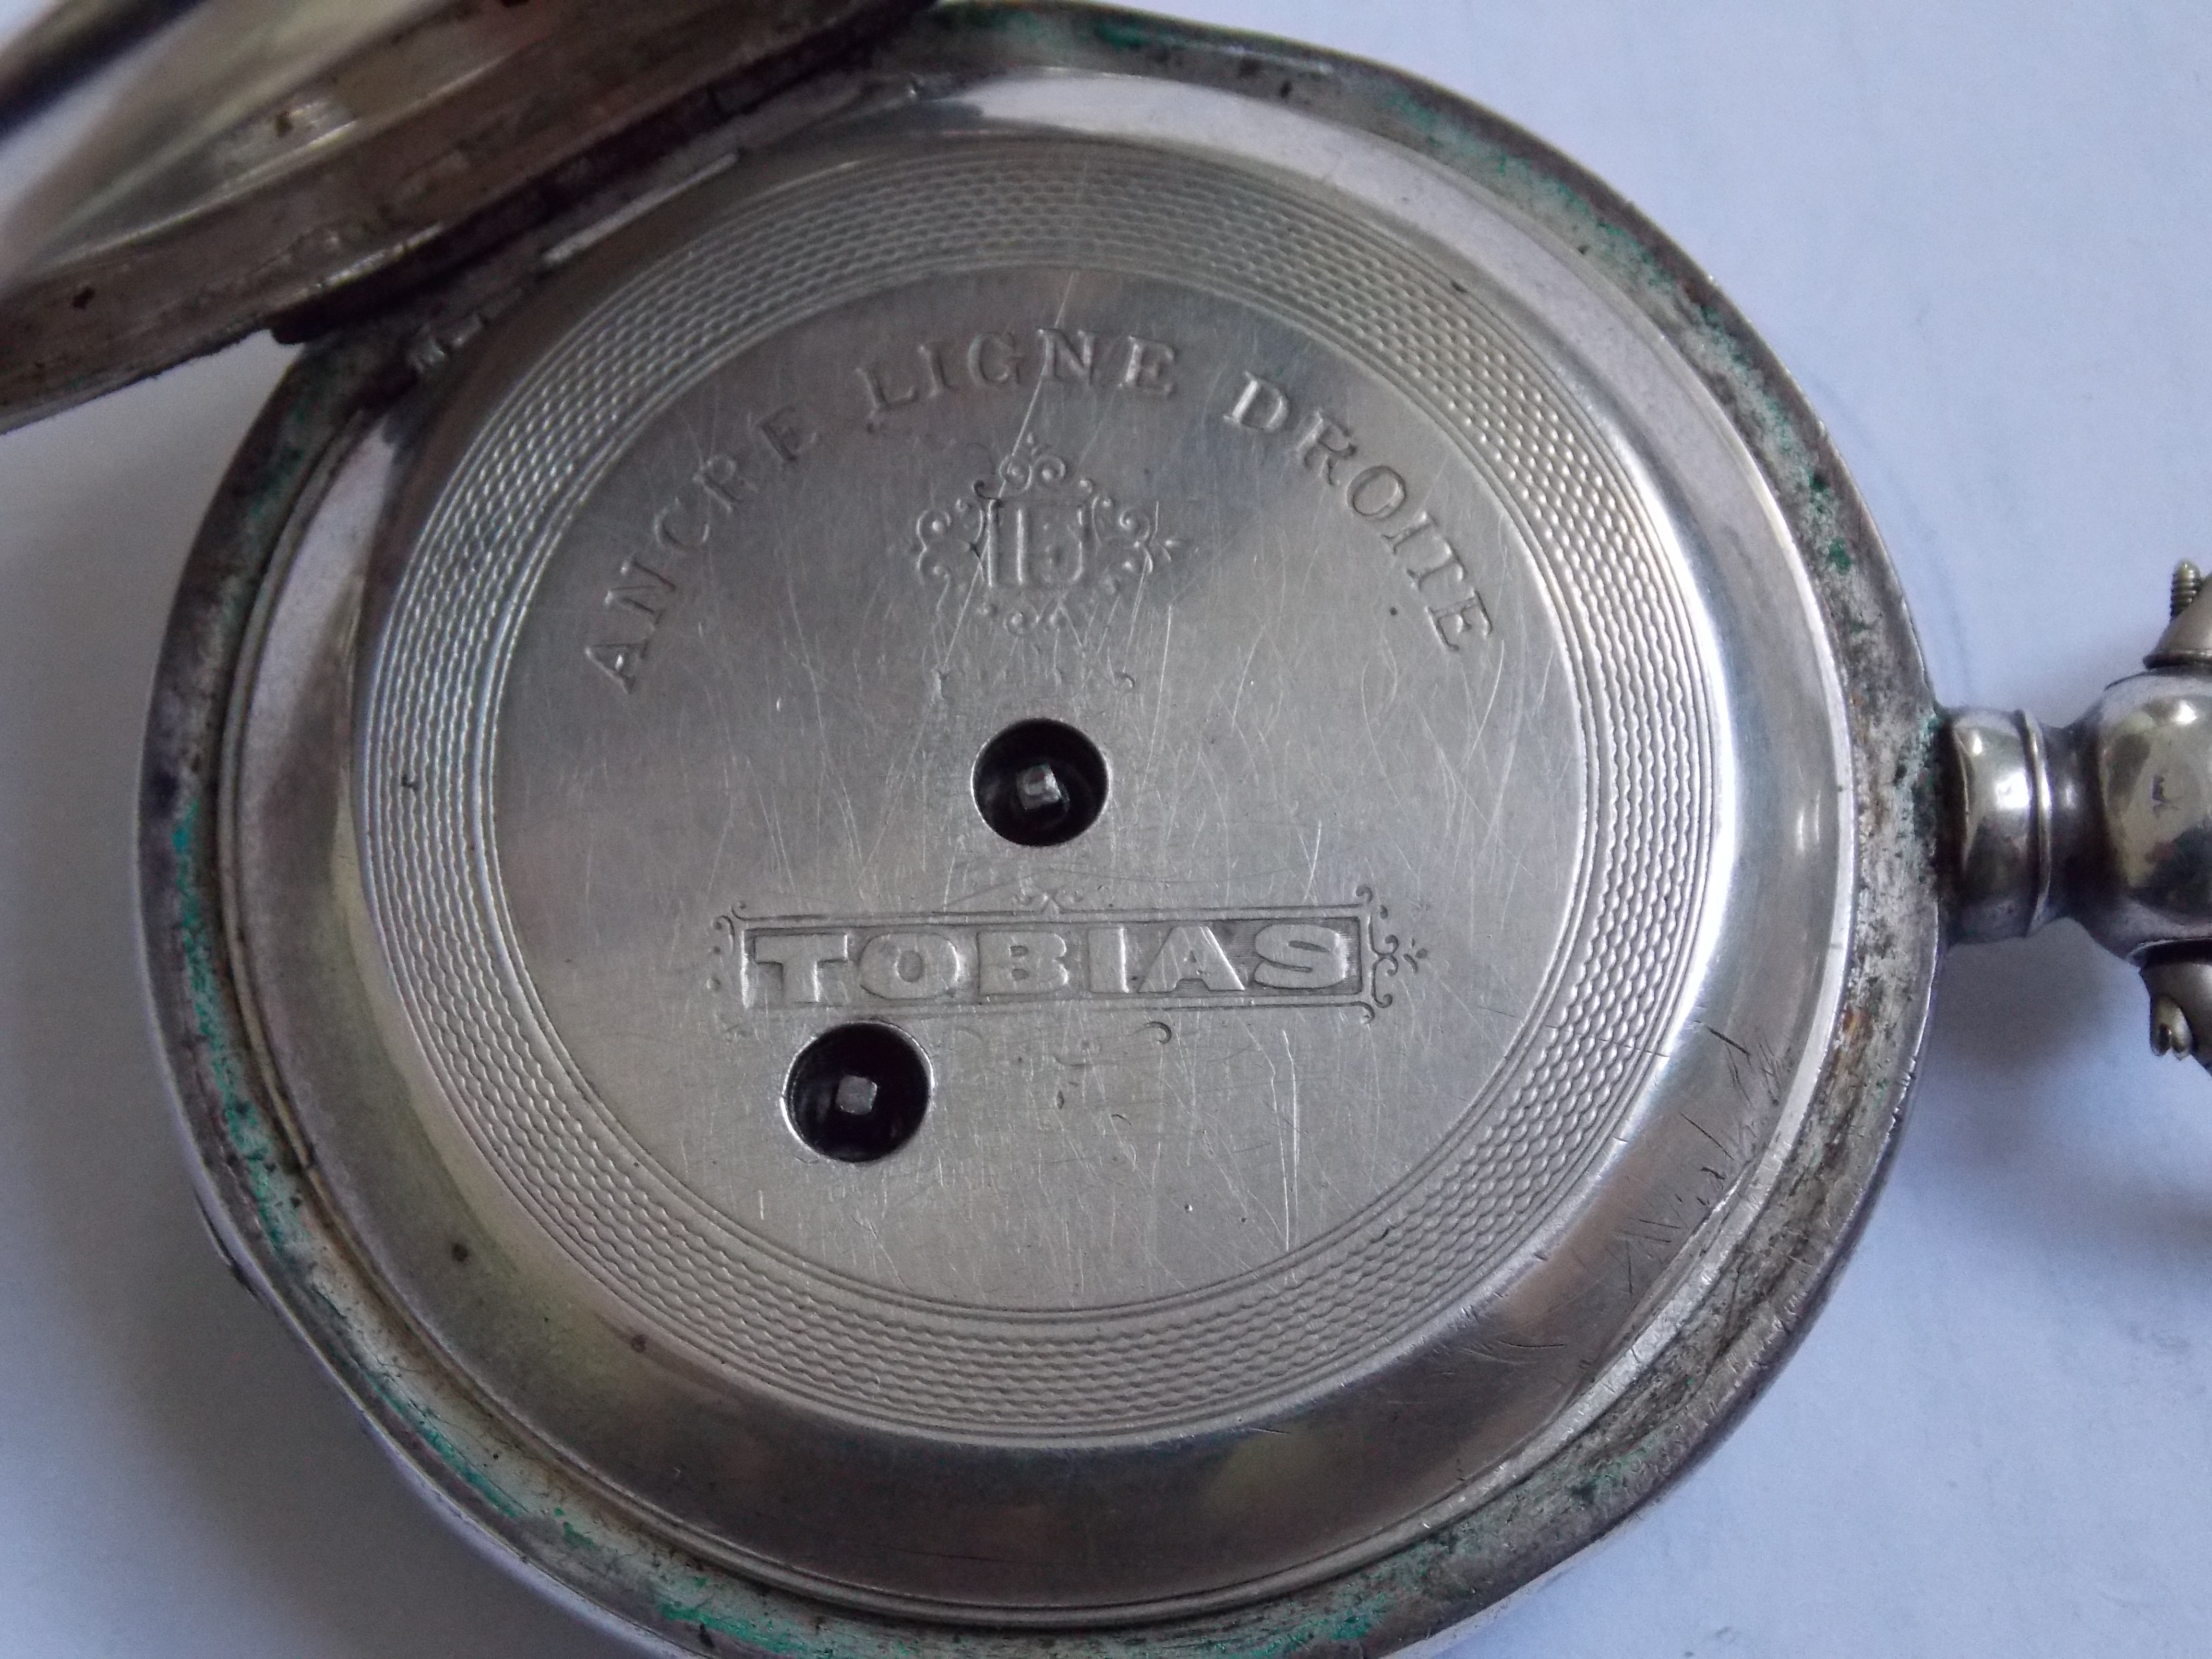 ANCRE LIGNE DROITE
15
TOBIAS